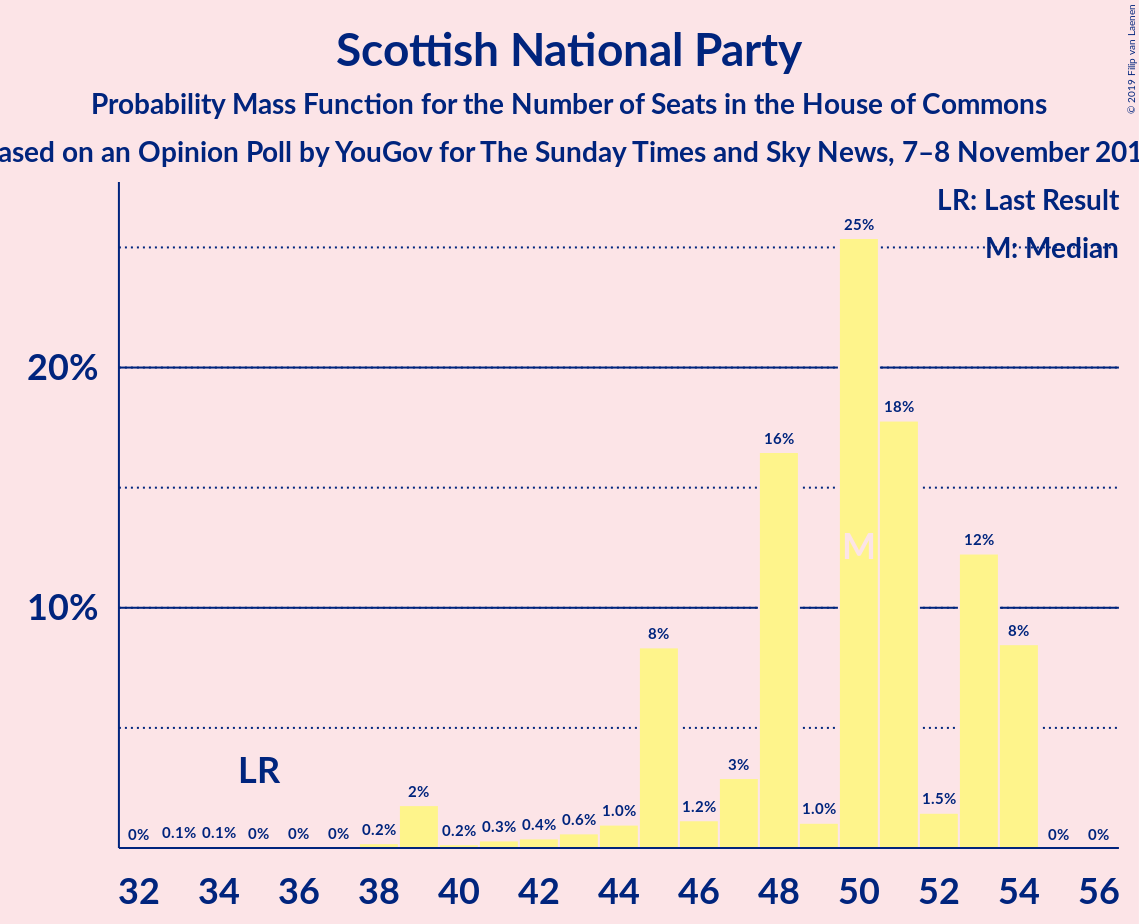 Scottish National Party
Probability Mass Function for the Number of Seats in the House of Commons
ased on an Opinion Poll by YouGov for The Sunday Times and Sky News, 7–8 November 201
© 2019 Filip van Laenen
LR: Last Result
M: Median
20%
10%
LR
M
0% 0.1% 0.1% 0% 0% 0% 0.2% 2% 0.2% 0.3% 0.4% 0.6% 1.0% 8% 1.2% 3% 16% 1.0% 25% 18% 1.5% 12% 8% 0% 0%
32 34 36 38 40 42 44 46 48 50 52 54 56